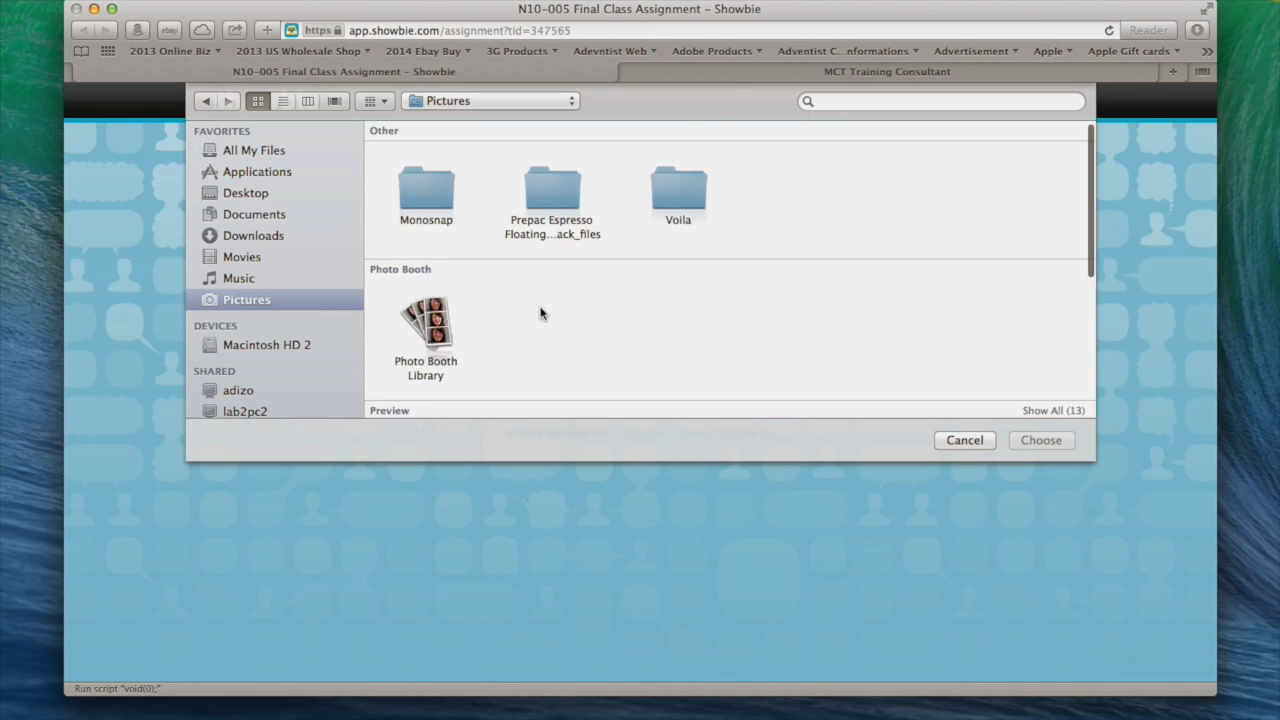 N10-005 Final Class Assignment – Showbie
ebay
https app.showbie.com/assignment?tid=347565
Reader
2013 Online Biz 2013 US Wholesale Shop 2014 Ebay Buy 3G Products Adevntist Web Adobe Products Adventist C...nformations Advertisement Apple Apple Gift cards
N10-005 Final Class Assignment – Showbie MCT Training Consultant
Pictures
FAVORITES
All My Files
Applications
Desktop
Documents
Downloads
Movies
Music
Pictures
DEVICES
Macintosh HD 2
SHARED
adizo
lab2pc2
Other
Monosnap
Prepac Espresso
Floating...ack_files
Voila
Photo Booth
Photo Booth
Library
Preview Show All (13)
Cancel Choose
Run script "void(0);"